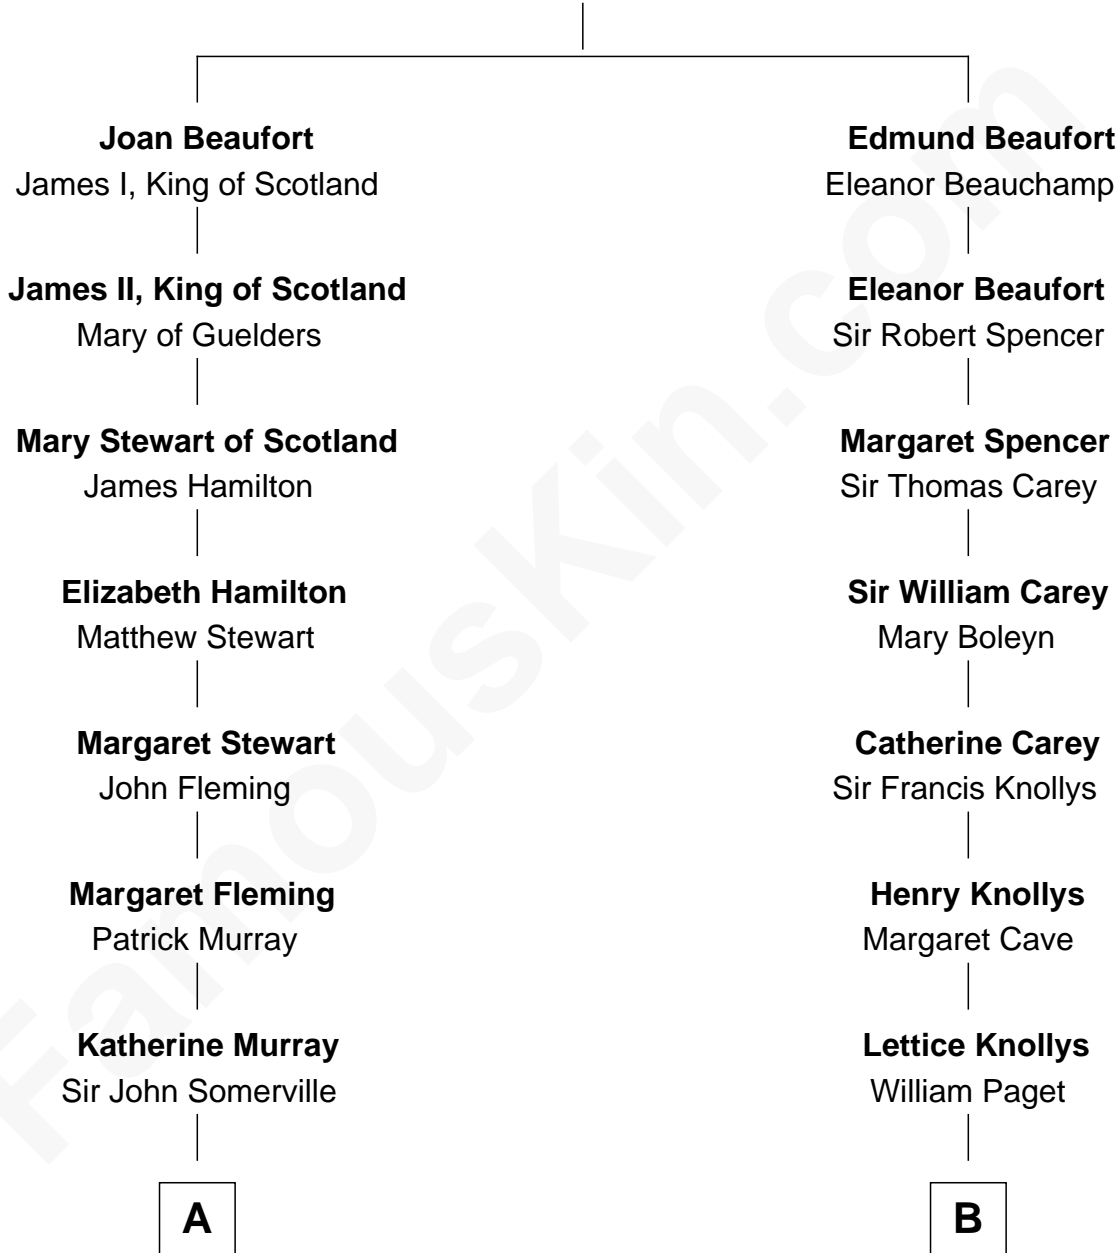 Joan Beaufort
James I, King of Scotland
James II, King of Scotland
Mary of Guelders
Mary Stewart of Scotland
James Hamilton
Elizabeth Hamilton
Matthew Stewart
Margaret Stewart
John Fleming
Margaret Fleming
Patrick Murray
Katherine Murray
Sir John Somerville
A
Edmund Beaufort
Eleanor Beauchamp
Eleanor Beaufort
Sir Robert Spencer
Margaret Spencer
Sir Thomas Carey
Sir William Carey
Mary Boleyn
Catherine Carey
Sir Francis Knollys
Henry Knollys
Margaret Cave
Lettice Knollys
William Paget
B
FamousKin.com